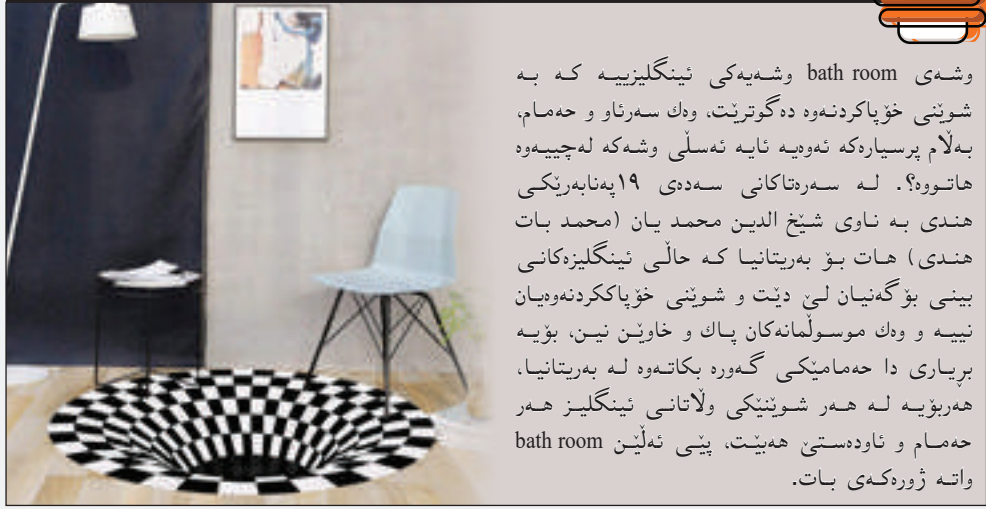 وشەی bath room وشەیەکی ئینگلیزییە کە بە
شوێنی خۆپاکردنەوە دەگوترێت، وەك سەرئاو و حەمام،
بەڵام پرسیارەکە ئەوەیە ئایە ئەسڵی وشەکە لەچییەوە
هاتووە؟. لە سەرەتاکانی سەدەی ١٩پەنابەرێکی
هندی بە ناوی شێخ الدین محمد یان (محمد بات
هندی) هات بۆ بەریتانیا کە حاڵی ئینگلیزەکانی
بینی بۆگەنیان لێ دێت و شوێنی خۆپاککردنەوەیان
نییە و وەك موسوڵمانەکان پاك و خاوێن نین، بۆیە
بڕیاری دا حەمامێکی گەورە بکاتەوە لە بەریتانیا،
هەربۆیە لە هەر شوێنێکی وڵاتانی ئینگلیز هەر
حەمام و ئاودەستێ هەبێت، پێی ئەڵێن bath room
واتە ژورەکەی بات.